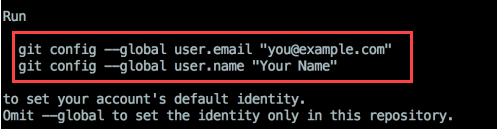 Run
git config --global user.email "you@example.com"
git config --global user.name "Your Name"
to set your account's default identity.
Omit --global to set the identity only in this repository.